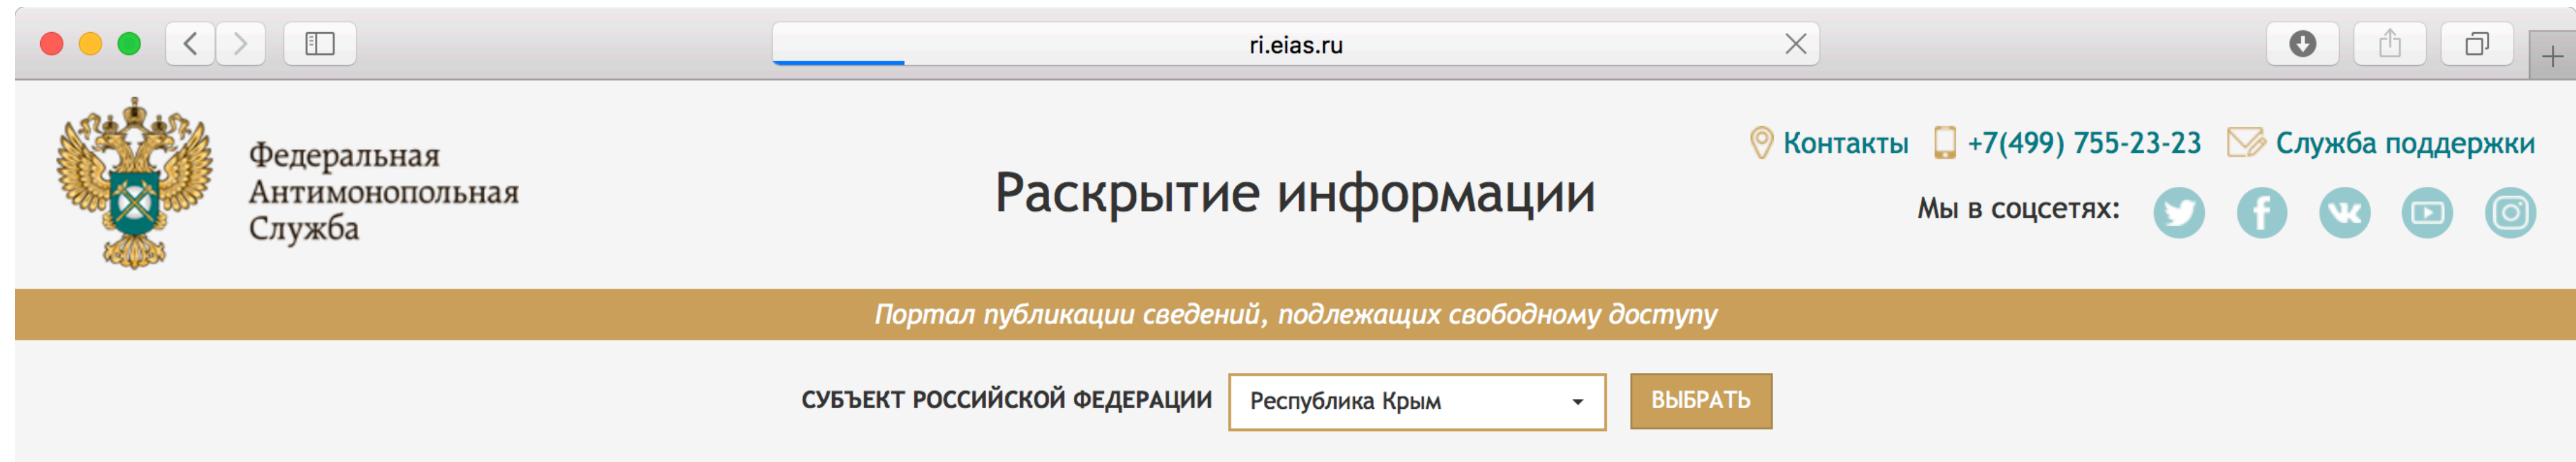 ri.eias.ru
Федеральная
Антимонопольная
Служба
Раскрытие информации
Контакты +7(499) 755-23-23 Служба поддержки
Мы в соцсетях:
Портал публикации сведений, подлежащих свободному доступу
СУБЪЕКТ РОССИЙСКОЙ ФЕДЕРАЦИИ Республика Крым ВЫБРАТЬ